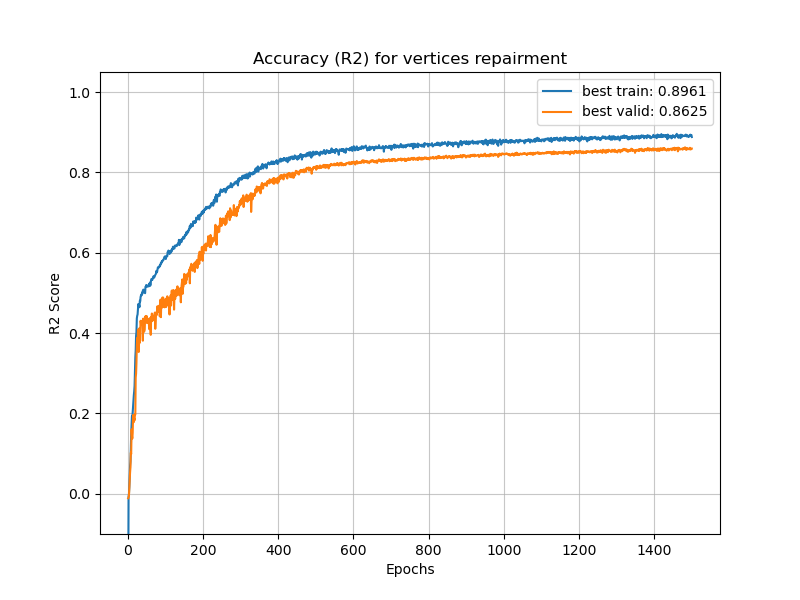 Accuracy (R2) for vertices repairment
best train: 0.8961
best valid: 0.8625
1.0
0.8
0.6
0.4
0.2
0.0
R2 Score
0 200 400 600 800 1000 1200 1400
Epochs